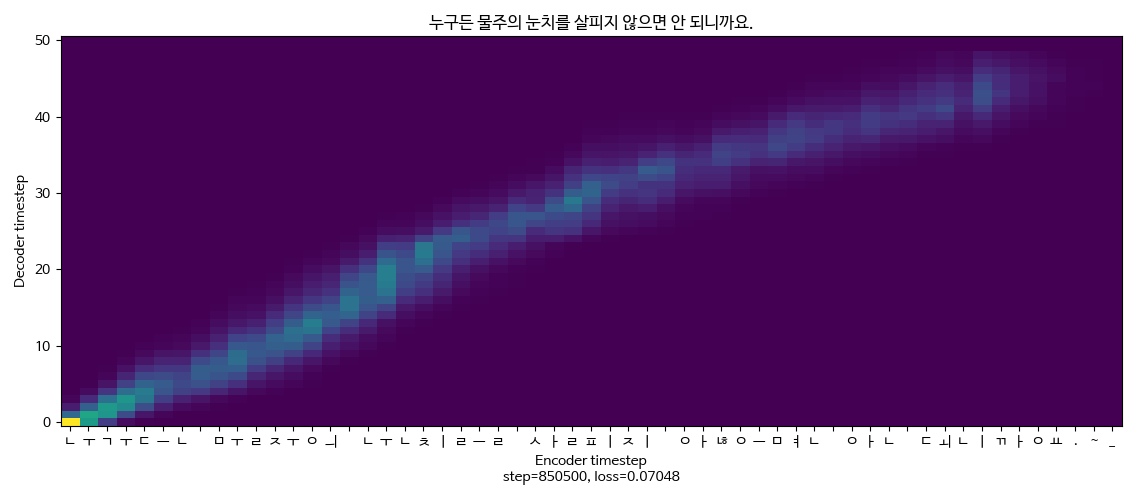 누구든 물주의 눈치를 살피지 않으면 안 되니까요.
50
40
30
20
10
0
Decoder timestep
ㄴ ㅜ ㄱ ㅜ ㄷ ㅡ ㄴ ㅁ ㅜ ㄹ ㅈ ㅜ ㅇ ㅢ ㄴ ㅜ ㄴ ㅊ ㅣ ㄹ ㅡ ㄹ ㅅ ㅏ ㄹ ㅍ ㅣ ㅈ ㅣ ㅇ ㅏ ㄶ ㅇ ㅡ ㅁ ㅕ ㄴ ㅇ ㅏ ㄴ ㄷ ㅚ ㄴ ㅣ ㄲ ㅏ ㅇ ㅛ . ~ _
Encoder timestep
step=850500, loss=0.07048